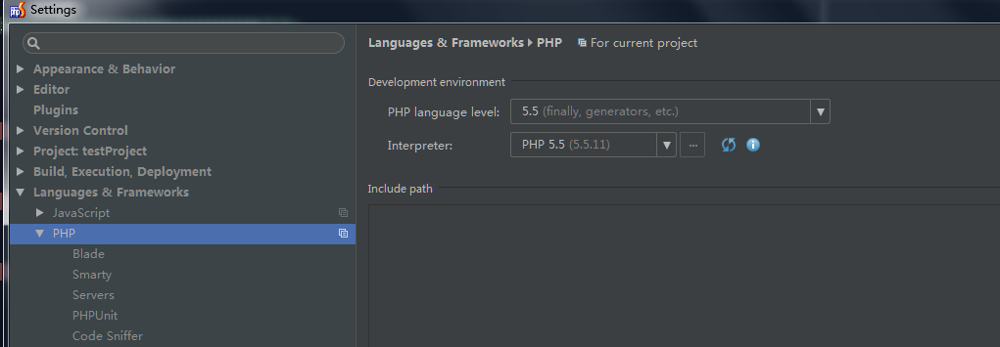 Settings
Appearance & Behavior
Editor
Plugins
Version Control
Project: testProject
Build, Execution, Deployment
Languages & Frameworks
JavaScript
PHP
Blade
Smarty
Servers
PHPUnit
Code Sniffer
Languages & Frameworks PHP For current project
Development environment
PHP language level: 5.5 (finally, generators, etc.)
Interpreter: PHP 5.5 (5.5.11) ...
Include path